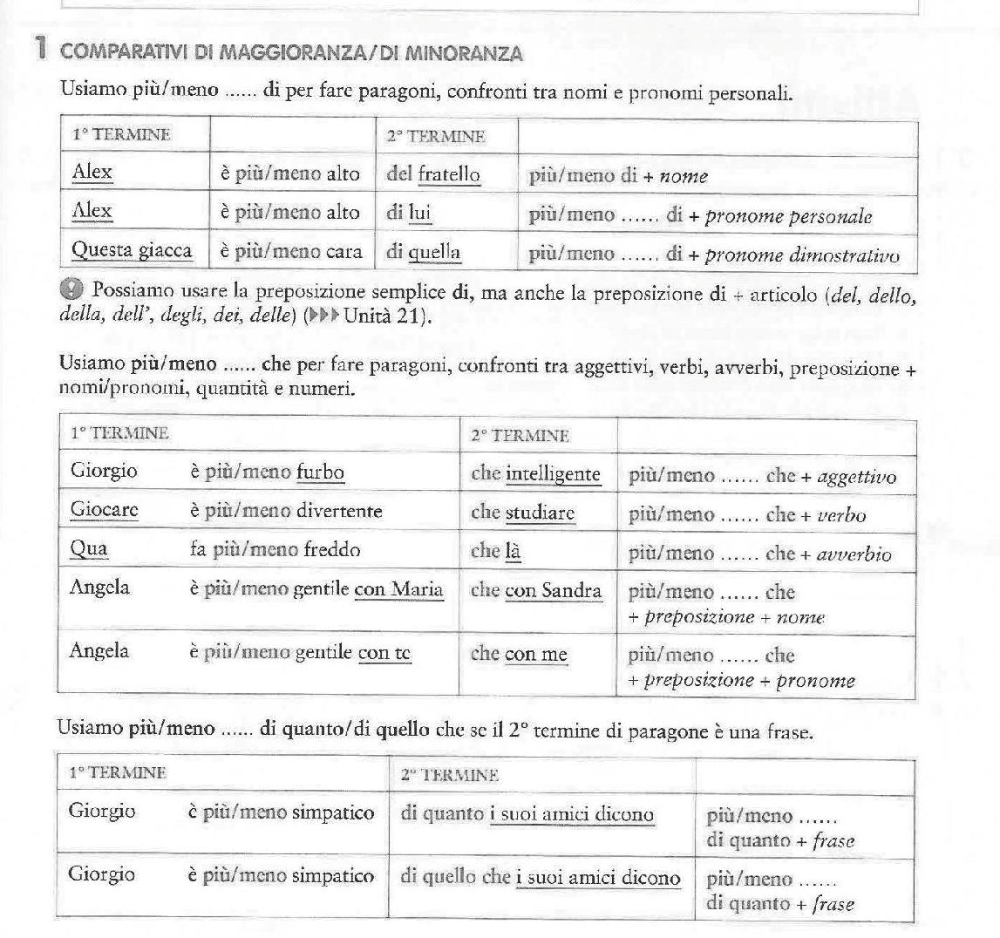 1 COMPARATIVI DI MAGGIORANZA/DI MINORANZA
Usiamo più/meno ...... di per fare paragoni, confronti tra nomi e pronomi personali.
1° TERMINE 2° TERMINE
Alex è più/meno alto del fratello più/meno di + nome
Alex è più/meno alto di lui più/meno ...... di + pronome personale
Questa giacca è più/meno cara di quella più/meno ...... di + pronome dimostrativo
Possiamo usare la preposizione semplice di, ma anche la preposizione di + articolo (del, dello,
della, dell', degli, dei, delle) (▶▶▶ Unità 21).
Usiamo più/meno ...... che per fare paragoni, confronti tra aggettivi, verbi, avverbi, preposizione +
nomi/pronomi, quantità e numeri.
1° TERMINE 2° TERMINE
Giorgio è più/meno furbo che intelligente più/meno ...... che + aggettivo
Giocare è più/meno divertente che studiare più/meno ...... che + verbo
Qua fa più/meno freddo che là più/meno ...... che + avverbio
Angela è più/meno gentile con Maria che con Sandra più/meno ...... che
+ preposizione + nome
Angela è più/meno gentile con te che con me più/meno ...... che
+ preposizione + pronome
Usiamo più/meno ...... di quanto/di quello che se il 2° termine di paragone è una frase.
1° TERMINE 2° TERMINE
Giorgio è più/meno simpatico di quanto i suoi amici dicono più/meno ......
di quanto + frase
Giorgio è più/meno simpatico di quello che i suoi amici dicono più/meno ......
di quanto + frase